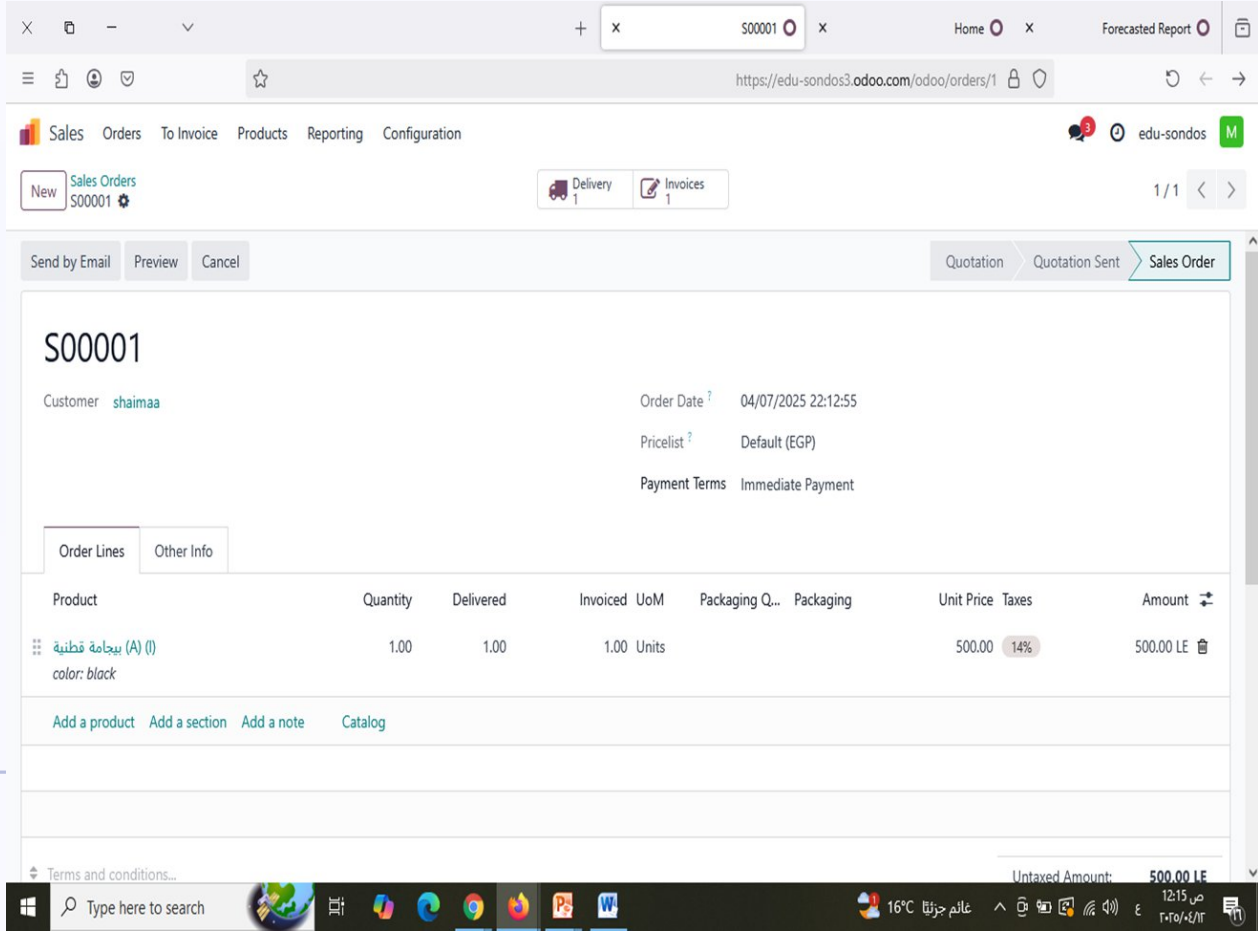 S00001
Home
Forecasted Report
https://edu-sondos3.odoo.com/odoo/orders/1
Sales Orders To Invoice Products Reporting Configuration
3
edu-sondos M
New
Sales Orders
S00001
Delivery
1
Invoices
1
1 / 1
Send by Email Preview Cancel
Quotation Quotation Sent Sales Order
S00001
Customer shaimaa
Order Date ? 04/07/2025 22:12:55
Pricelist ? Default (EGP)
Payment Terms Immediate Payment
Order Lines Other Info
Product Quantity Delivered Invoiced UoM Packaging Q... Packaging Unit Price Taxes Amount
(I) (A) بيجامة قطنية 1.00 1.00 1.00 Units 500.00 14% 500.00 LE
color: black
Add a product Add a section Add a note Catalog
Terms and conditions...
Untaxed Amount: 500.00 LE
Type here to search
16°C غائم جزئيًا
ع
12:15 ص
٢٠٢٥/٠٤/١٢